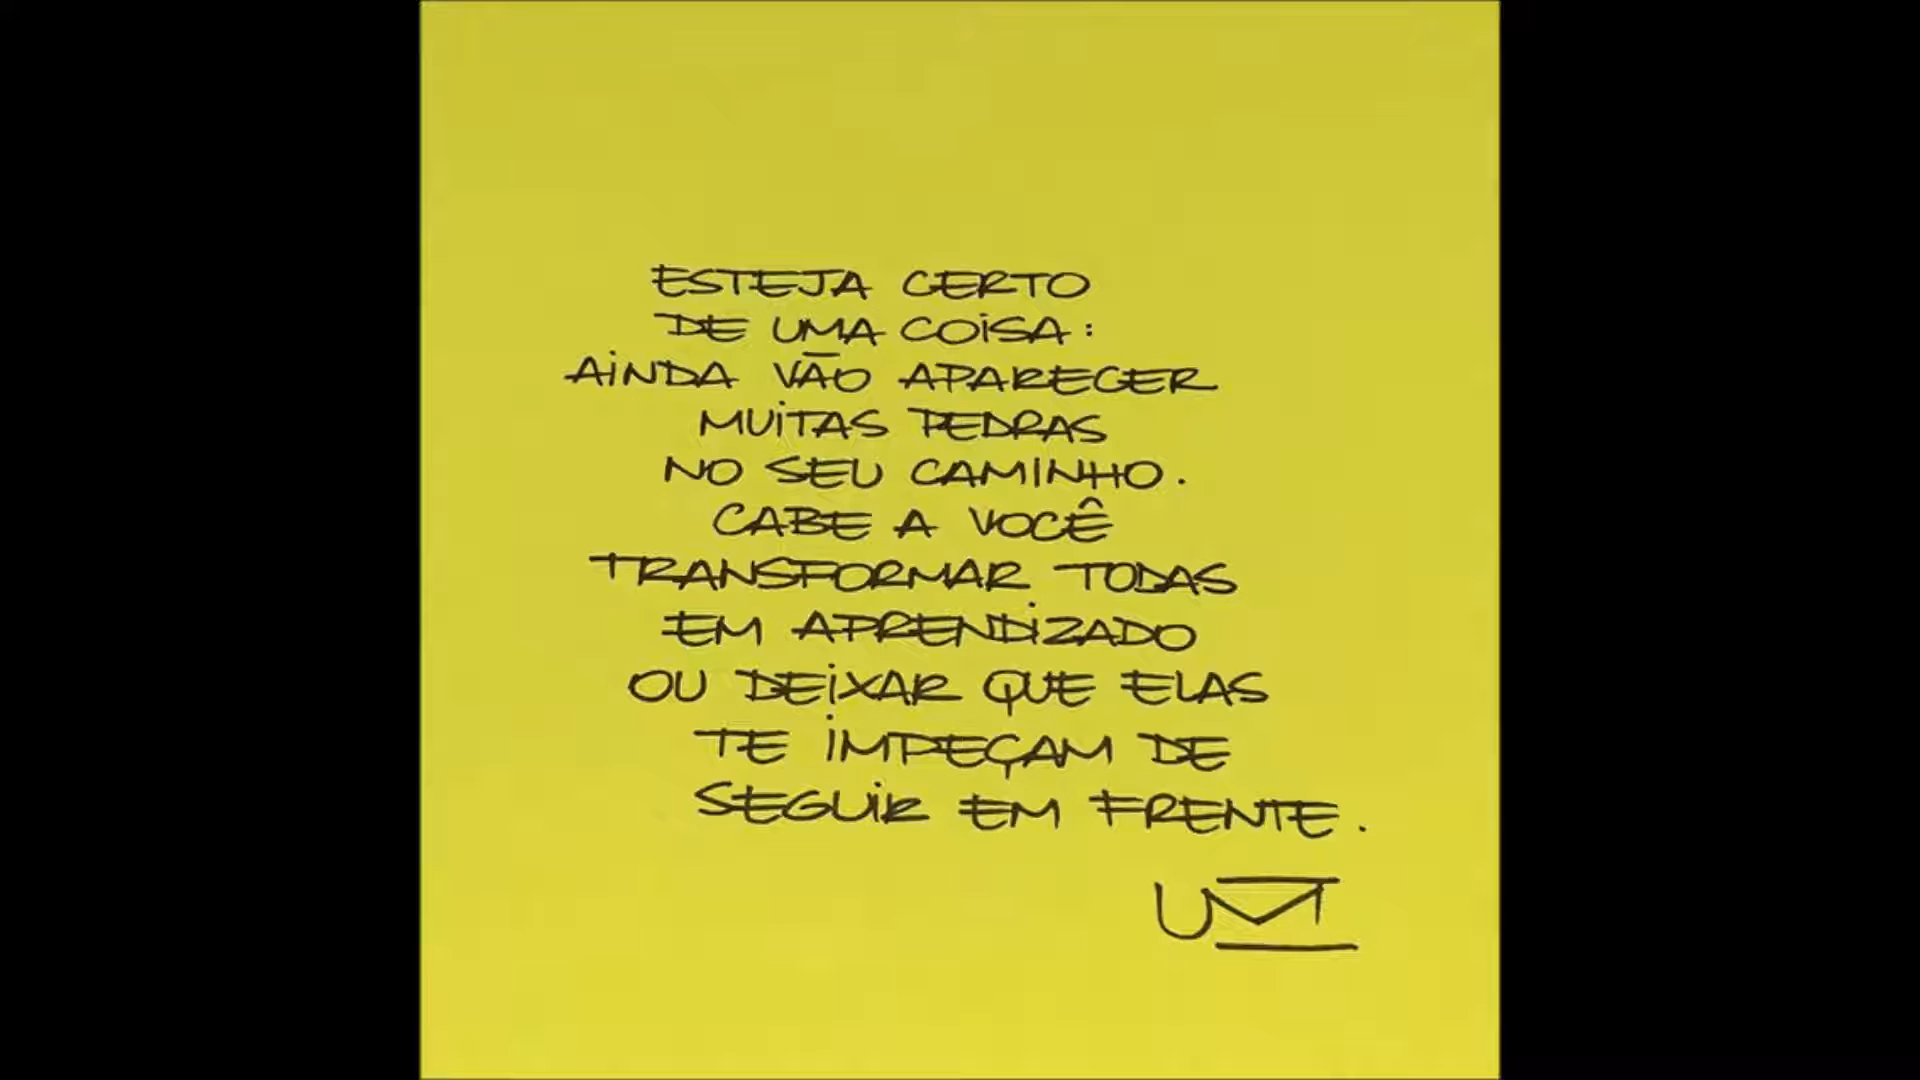 ESTEJA CERTO
DE UMA COISA:
AINDA VÃO APARECER
MUITAS PEDRAS
NO SEU CAMINHO.
CABE A VOCÊ
TRANSFORMAR TODAS
EM APRENDIZADO
OU DEIXAR QUE ELAS
TE IMPEÇAM DE
SEGUIR EM FRENTE.